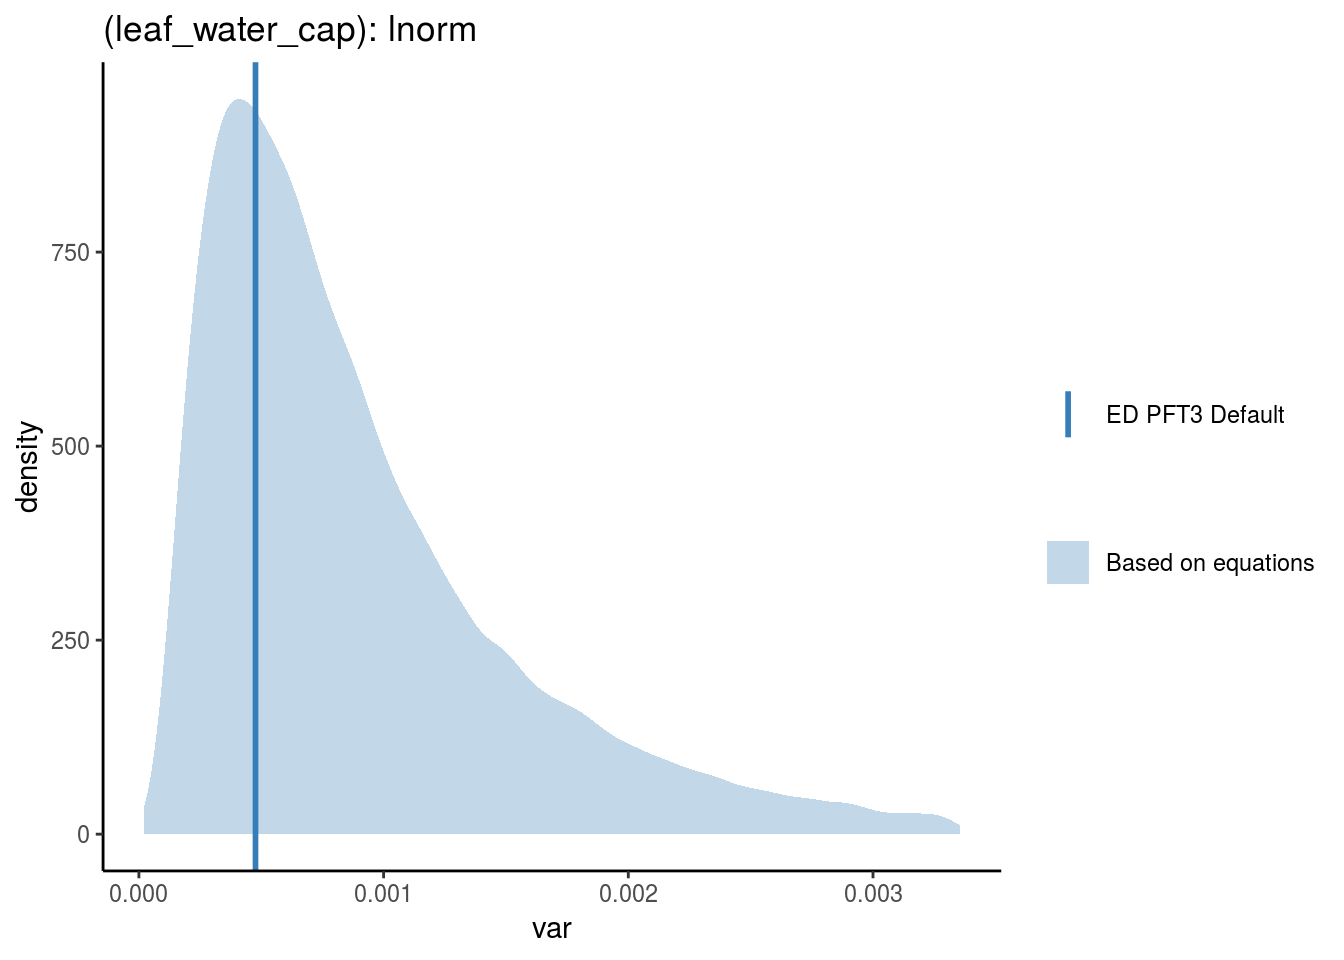 (leaf_water_cap): lnorm
density
750
500
250
0
0.000
0.001
0.002
0.003
var
ED PFT3 Default
Based on equations